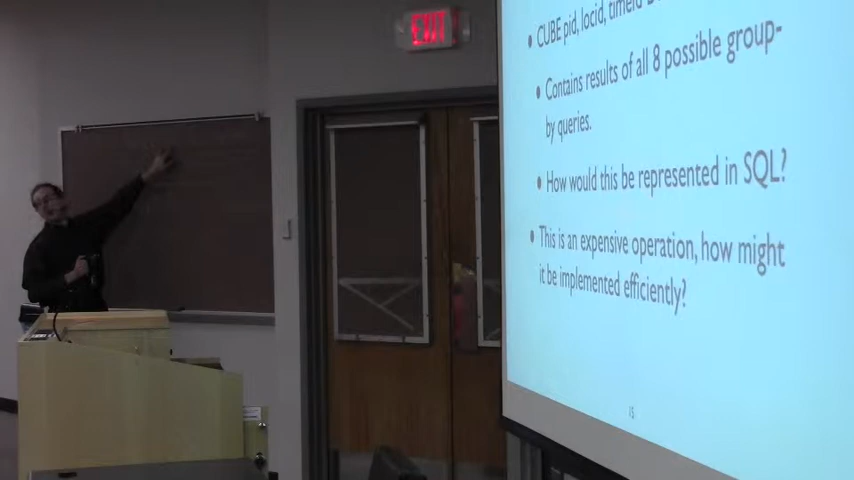 EXIT
• CUBE pid, locid, timeid
• Contains results of all 8 possible group-
by queries.
• How would this be represented in SQL?
• This is an expensive operation, how might
it be implemented efficiently?
15